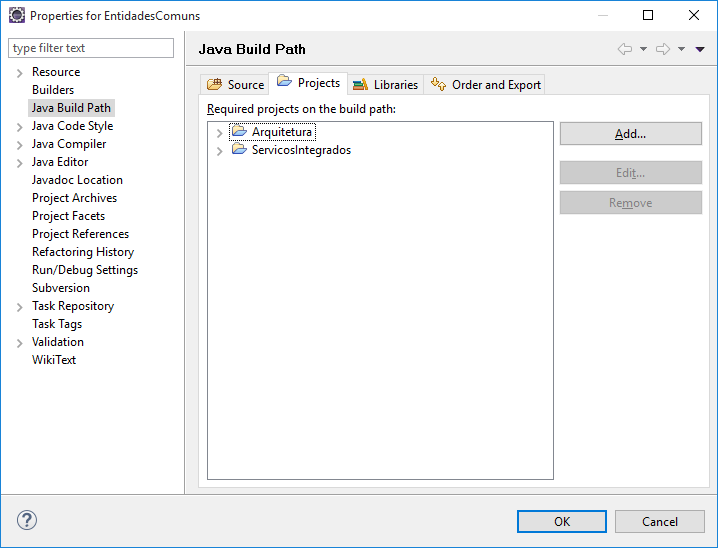 Properties for EntidadesComuns
type filter text
Resource
Builders
Java Build Path
Java Code Style
Java Compiler
Java Editor
Javadoc Location
Project Archives
Project Facets
Project References
Refactoring History
Run/Debug Settings
Subversion
Task Repository
Task Tags
Validation
WikiText
Java Build Path
Source Projects Libraries Order and Export
Required projects on the build path:
Arquitetura
ServicosIntegrados
Add...
Edit...
Remove
?
OK Cancel